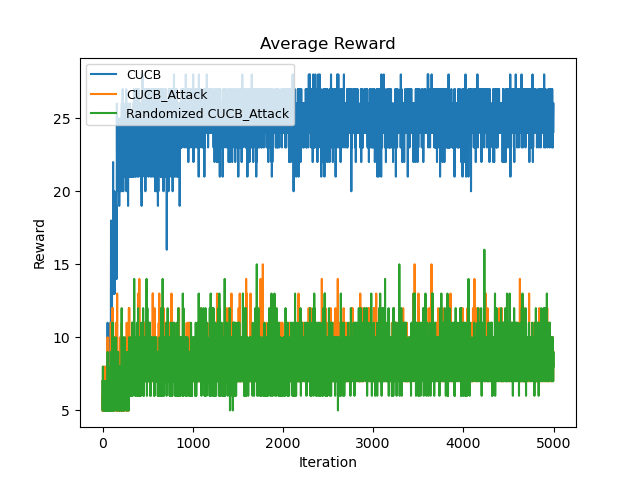 Average Reward
CUCB
CUCB_Attack
Randomized CUCB_Attack
Reward
25
20
15
10
5
0
1000
2000
3000
4000
5000
Iteration